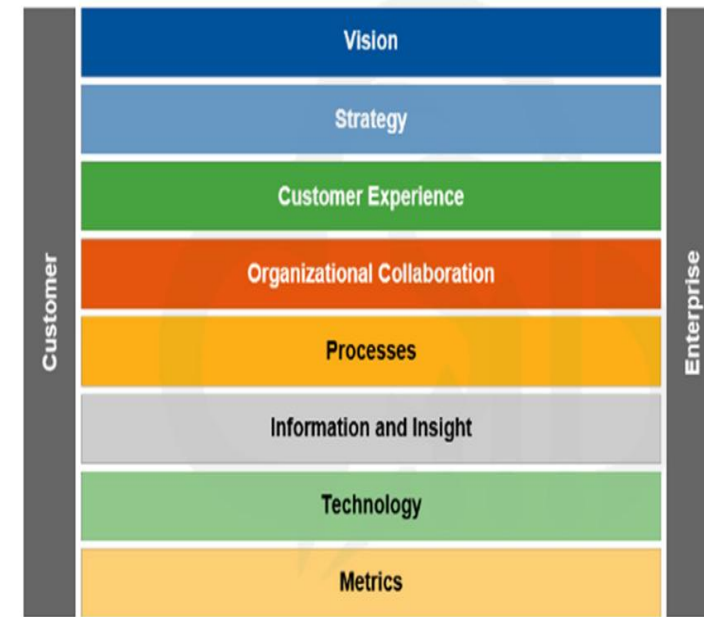 Customer
Vision
Strategy
Customer Experience
Organizational Collaboration
Processes
Information and Insight
Technology
Metrics
Enterprise